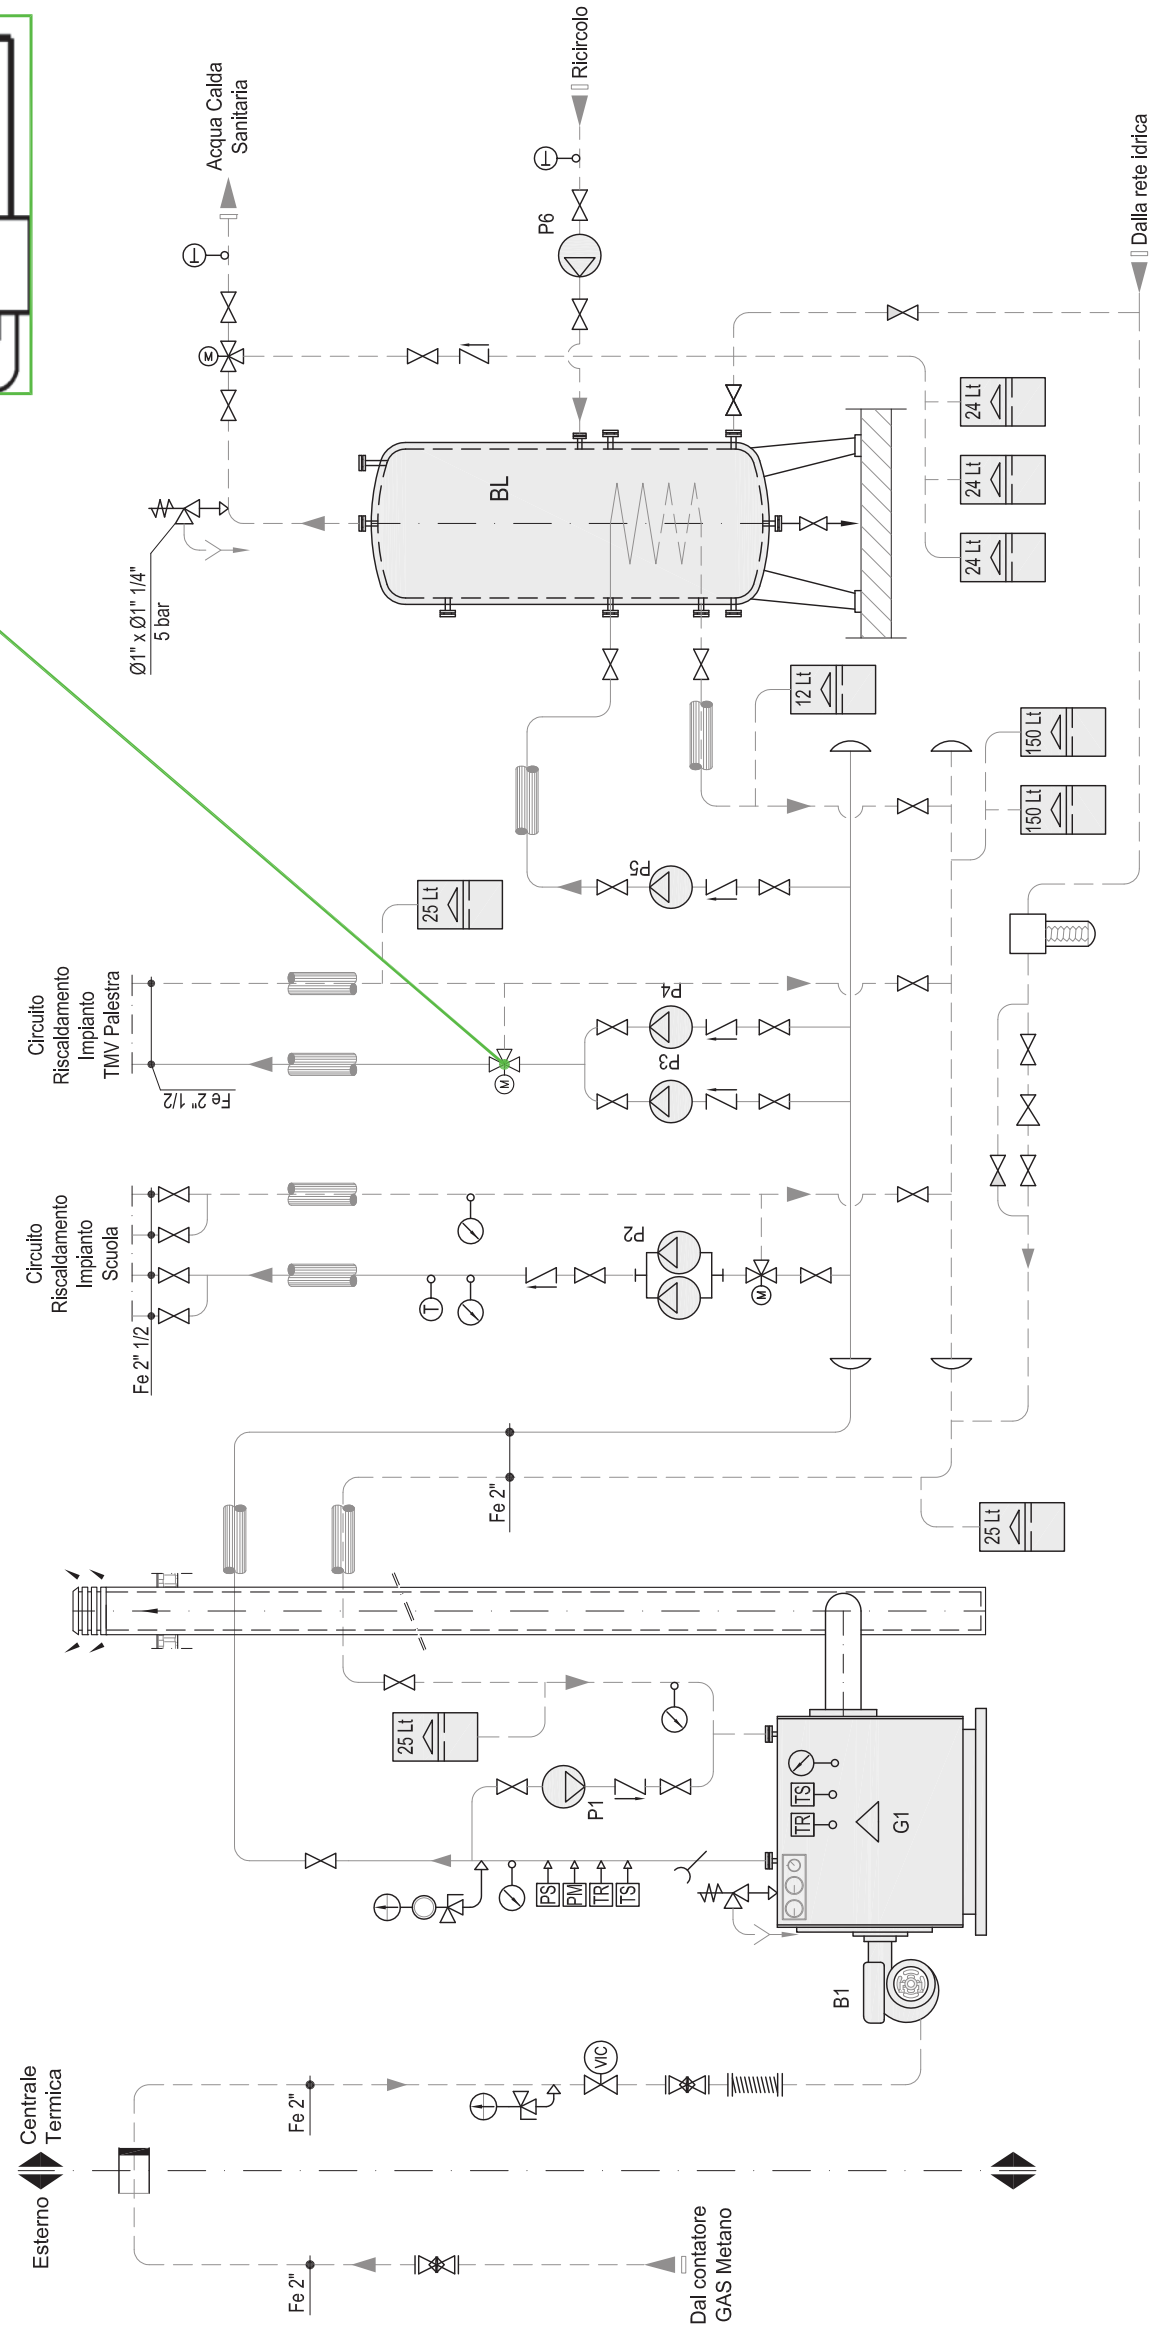 Acqua Calda
Sanitaria
T
M
Ricircolo
T
P6
Dalla rete idrica
Ø1" x Ø1" 1/4"
5 bar
BL
24 Lt
24 Lt
24 Lt
12 Lt
150 Lt
150 Lt
P5
25 Lt
Circuito
Riscaldamento
Impianto
TMV Palestra
Fe 2" 1/2
M
P4
P3
Circuito
Riscaldamento
Impianto
Scuola
Fe 2" 1/2
T
P2
M
Fe 2"
25 Lt
25 Lt
P1
PS
PM
TR
TS
TS
TR
G1
B1
Centrale
Termica
Esterno
Fe 2"
VIC
Fe 2"
Dal contatore
GAS Metano